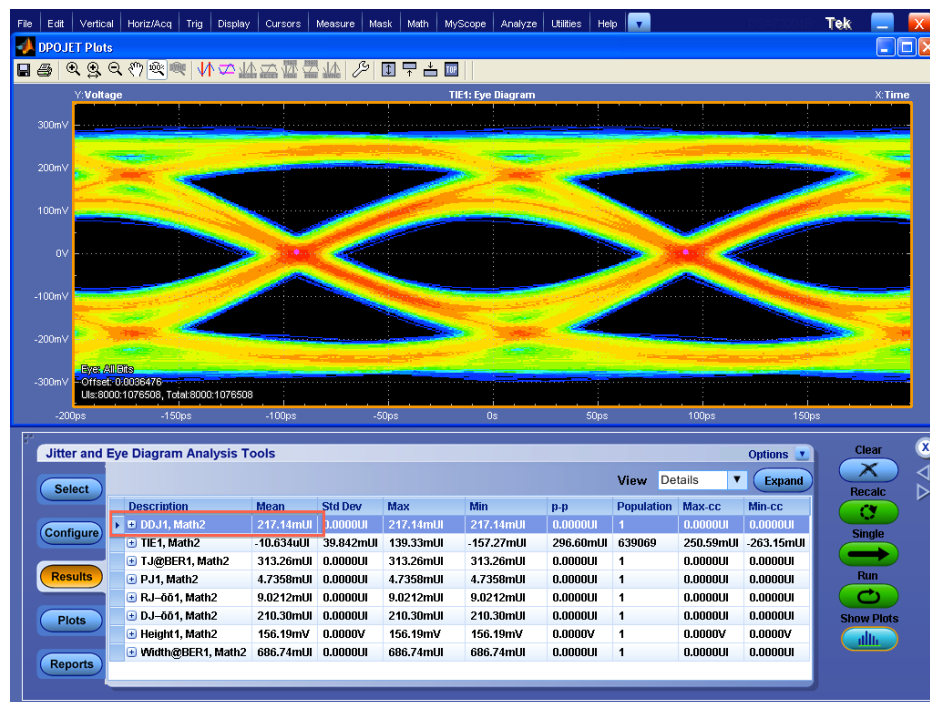 File Edit Vertical Horiz/Acq Trig Display Cursors Measure Mask Math MyScope Analyze Utilities Help Tek
DPOJET Plots
Y:Voltage TIE1: Eye Diagram X:Time
300mV
200mV
100mV
0V
-100mV
-200mV
-300mV
Eye: All Bits
Offset: 0.0036476
UIs:8000:1076508, Total:8000:1076508
-200ps -150ps -100ps -50ps 0s 50ps 100ps 150ps
Jitter and Eye Diagram Analysis Tools Options
Clear
View Details Expand
Select
Recalc
Description Mean Std Dev Max Min p-p Population Max-cc Min-cc
DDJ1, Math2 217.14mUI 0.0000UI 217.14mUI 217.14mUI 0.0000UI 1 0.0000UI 0.0000UI
Configure
Single
TIE1, Math2 -10.634uUI 39.842mUI 139.33mUI -157.27mUI 296.60mUI 639069 250.59mUI -263.15mUI
TJ@BER1, Math2 313.26mUI 0.0000UI 313.26mUI 313.26mUI 0.0000UI 1 0.0000UI 0.0000UI
Results
Run
PJ1, Math2 4.7358mUI 0.0000UI 4.7358mUI 4.7358mUI 0.0000UI 1 0.0000UI 0.0000UI
RJ–δδ1, Math2 9.0212mUI 0.0000UI 9.0212mUI 9.0212mUI 0.0000UI 1 0.0000UI 0.0000UI
Plots
Show Plots
DJ–δδ1, Math2 210.30mUI 0.0000UI 210.30mUI 210.30mUI 0.0000UI 1 0.0000UI 0.0000UI
Height1, Math2 156.19mV 0.0000V 156.19mV 156.19mV 0.0000V 1 0.0000V 0.0000V
Width@BER1, Math2 686.74mUI 0.0000UI 686.74mUI 686.74mUI 0.0000UI 1 0.0000UI 0.0000UI
Reports